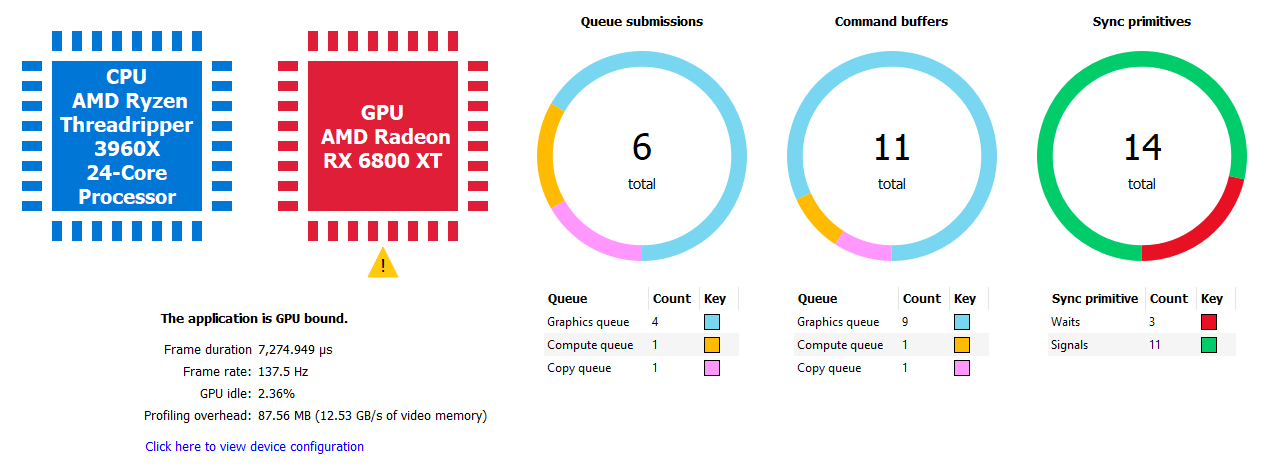 CPU
AMD Ryzen
Threadripper
3960X
24-Core
Processor
GPU
AMD Radeon
RX 6800 XT
!
The application is GPU bound.
Frame duration 7,274.949 µs
Frame rate: 137.5 Hz
GPU idle: 2.36%
Profiling overhead: 87.56 MB (12.53 GB/s of video memory)
Click here to view device configuration
Queue submissions
6
total
Queue Count Key
Graphics queue 4
Compute queue 1
Copy queue 1
Command buffers
11
total
Queue Count Key
Graphics queue 9
Compute queue 1
Copy queue 1
Sync primitives
14
total
Sync primitive Count Key
Waits 3
Signals 11